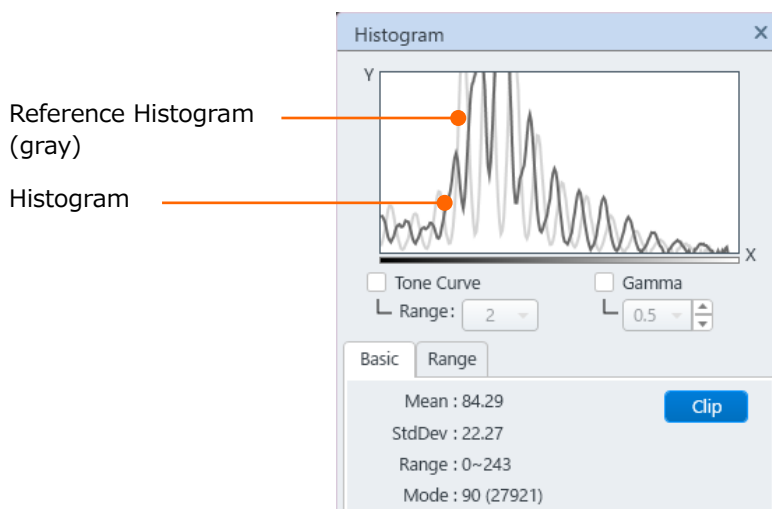 Histogram
Y
Reference Histogram
(gray)
Histogram
X
Tone Curve
Gamma
Range:
2
0.5
Basic
Range
Mean : 84.29
Clip
StdDev : 22.27
Range : 0~243
Mode : 90 (27921)